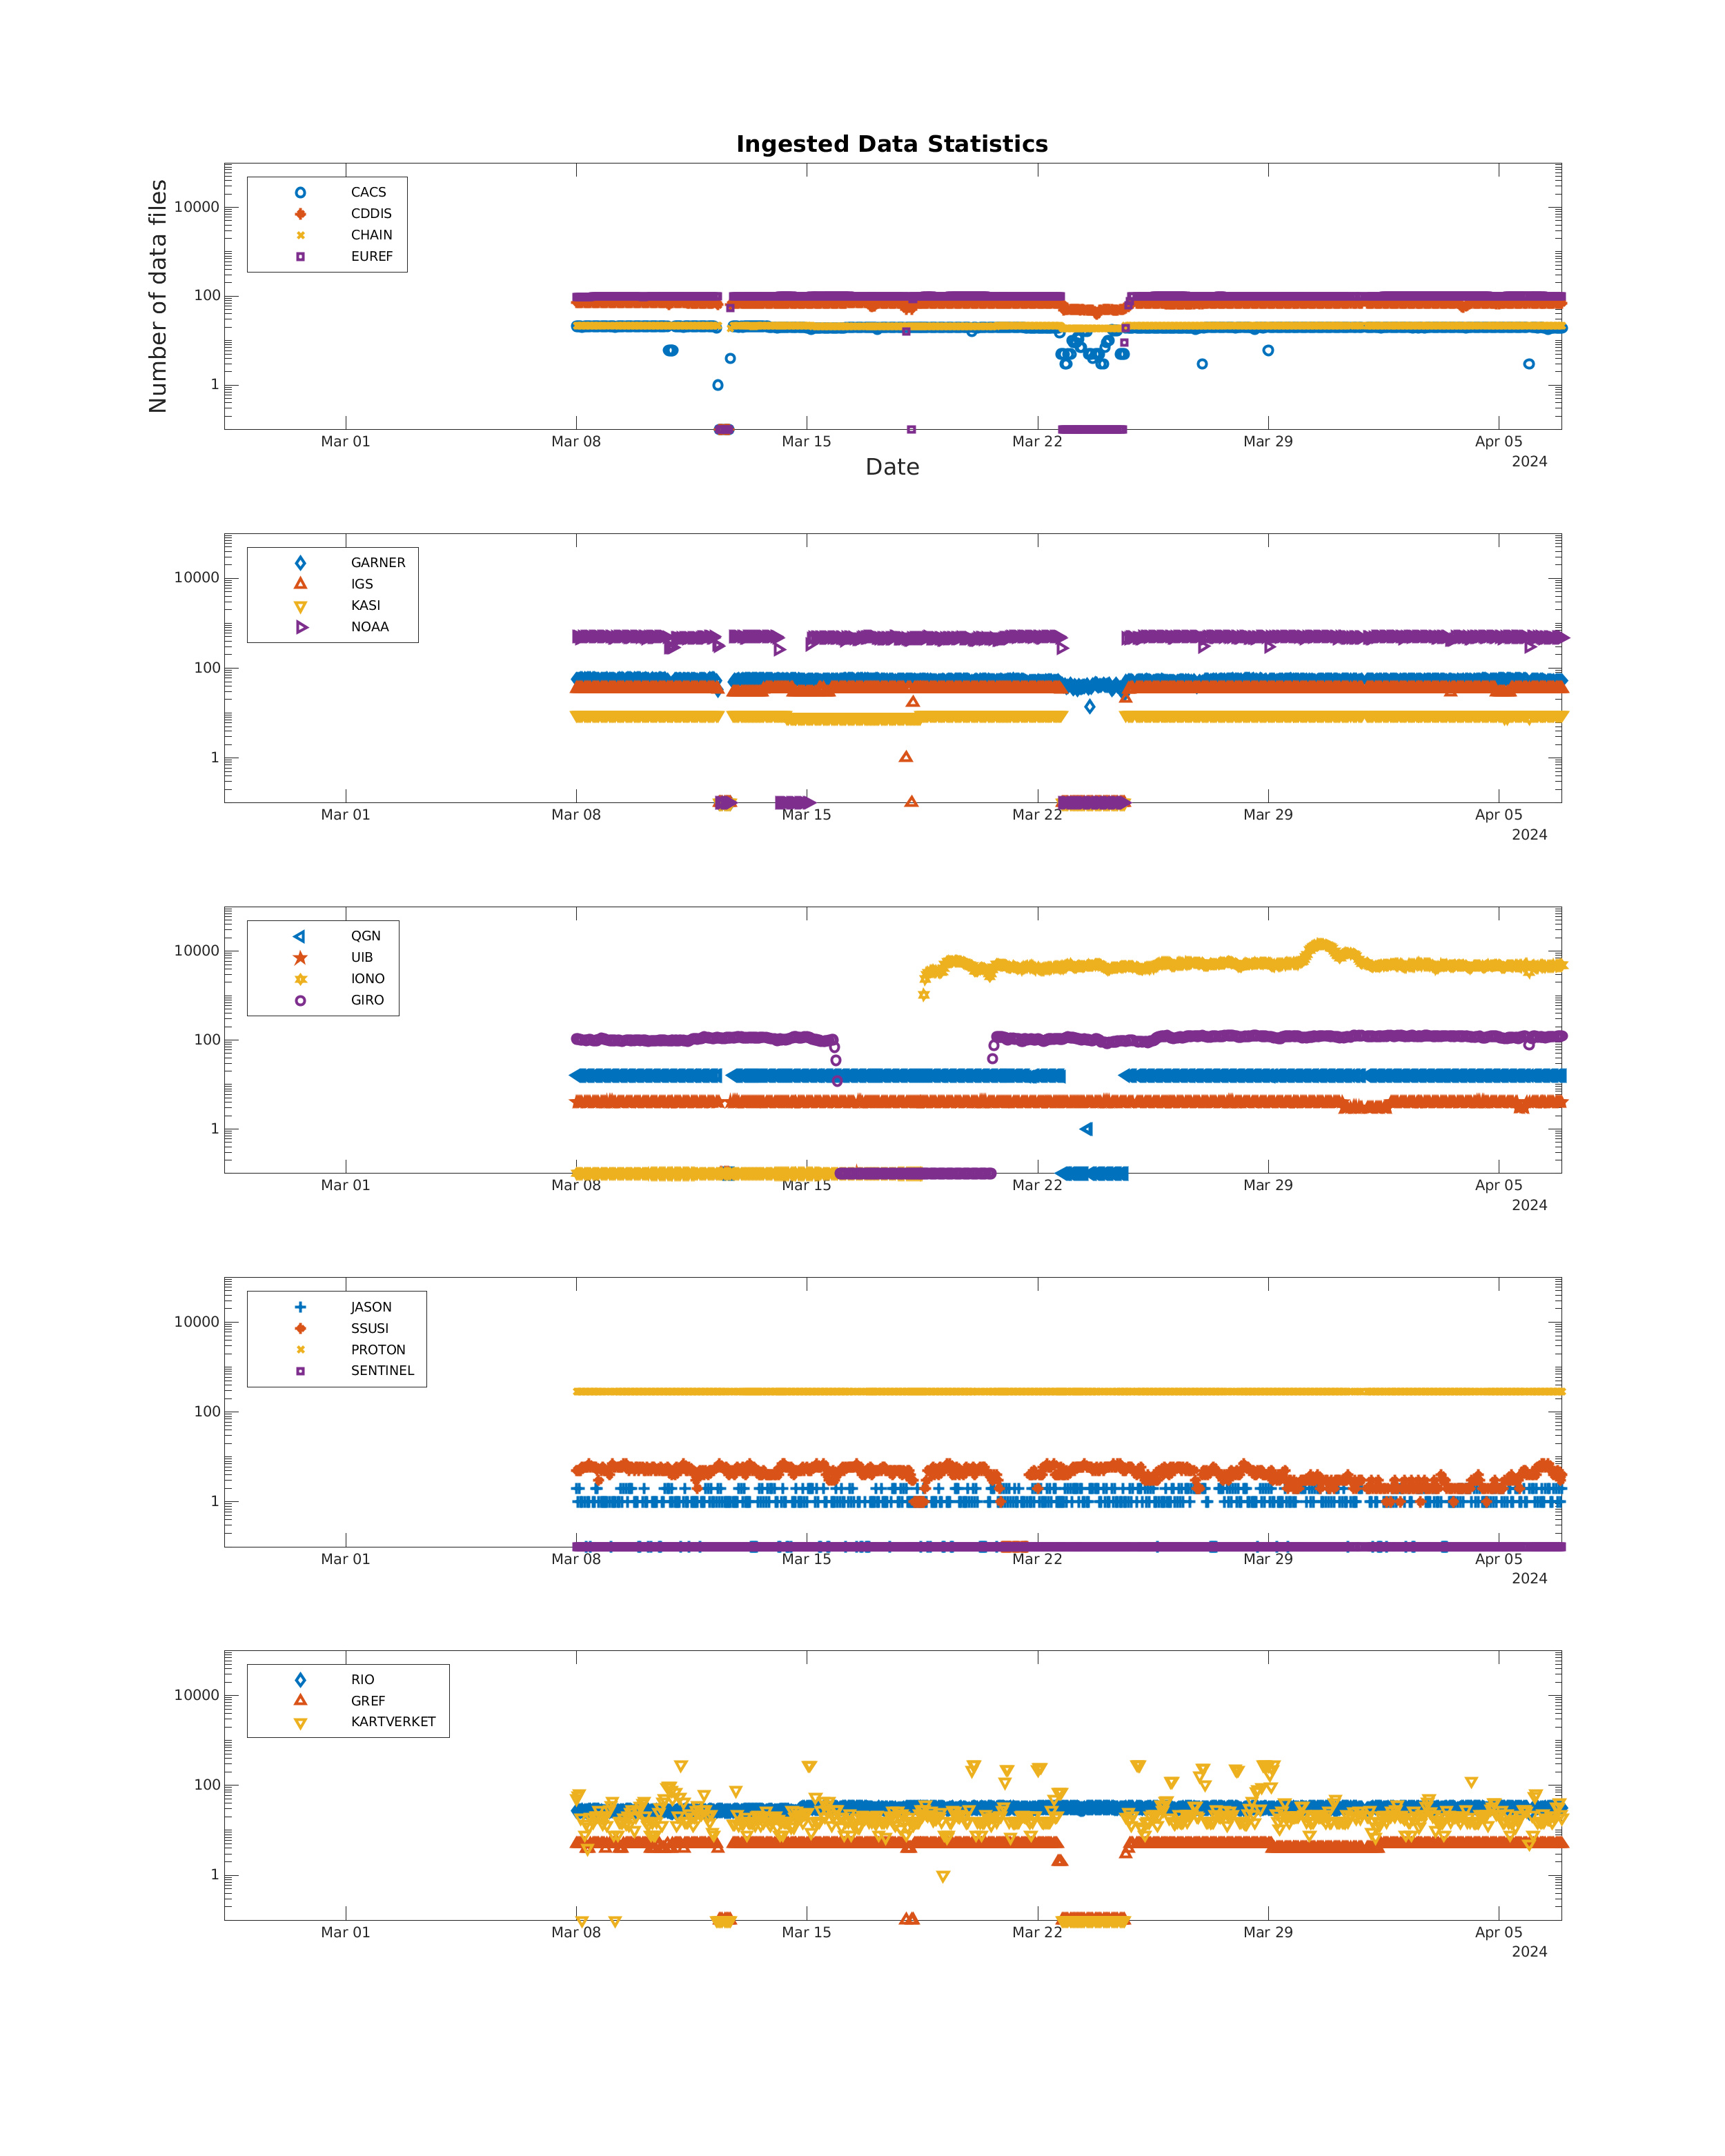 Ingested Data Statistics
Number of data files
CACS
CDDIS
CHAIN
EUREF
10000
100
1
Mar 01 Mar 08 Mar 15 Mar 22 Mar 29 Apr 05
2024
Date
GARNER
IGS
KASI
NOAA
10000
100
1
Mar 01 Mar 08 Mar 15 Mar 22 Mar 29 Apr 05
2024
QGN
UIB
IONO
GIRO
10000
100
1
Mar 01 Mar 08 Mar 15 Mar 22 Mar 29 Apr 05
2024
JASON
SSUSI
PROTON
SENTINEL
10000
100
1
Mar 01 Mar 08 Mar 15 Mar 22 Mar 29 Apr 05
2024
RIO
GREF
KARTVERKET
10000
100
1
Mar 01 Mar 08 Mar 15 Mar 22 Mar 29 Apr 05
2024